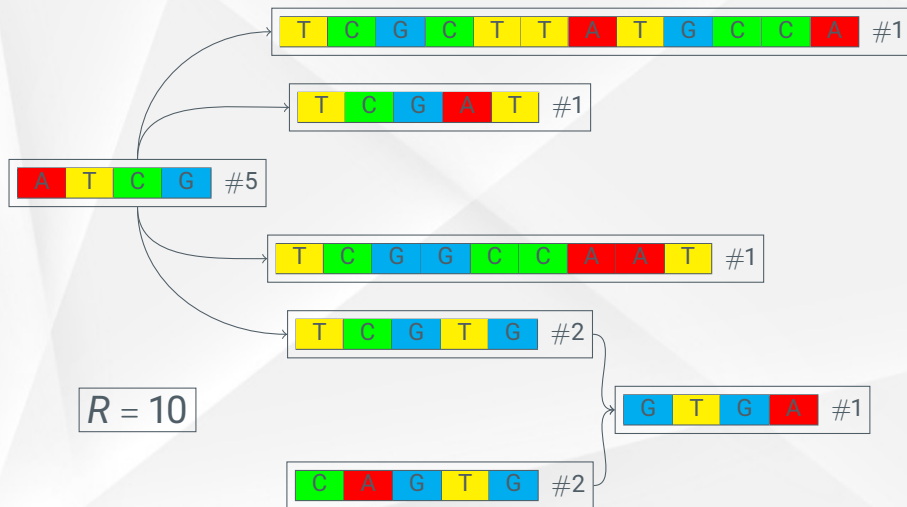 T C G C T T A T G C C A #1
T C G A T #1
A T C G #5
T C G G C C A A T #1
T C G T G #2
R = 10
G T G A #1
C A G T G #2